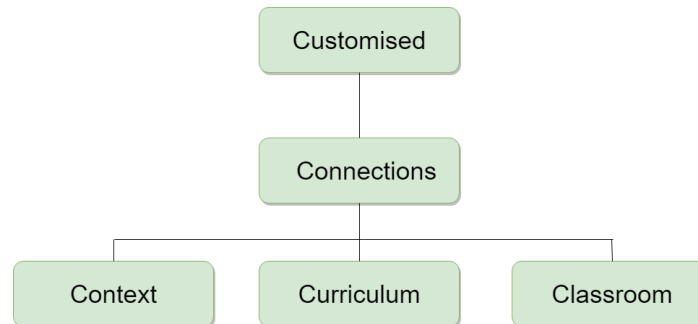 Customised
Connections
Context
Curriculum
Classroom